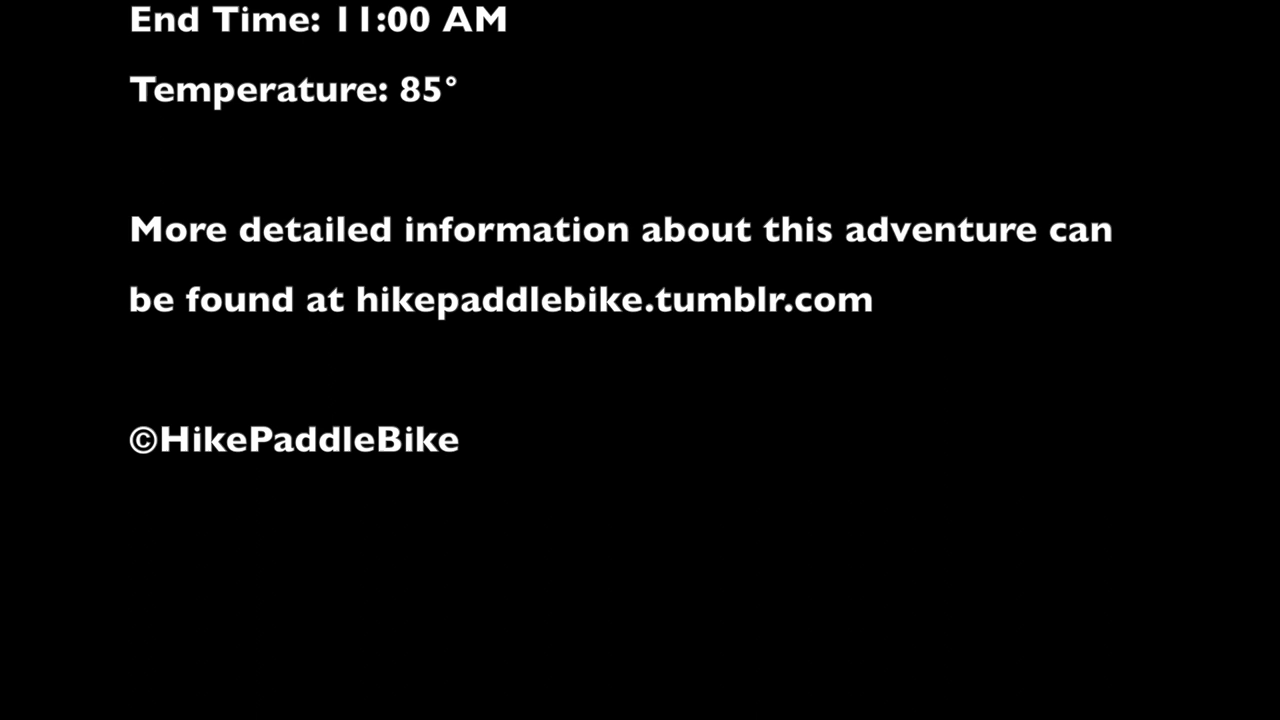 End Time: 11:00 AM
Temperature: 85°
More detailed information about this adventure can
be found at hikepaddlebike.tumblr.com
©HikePaddleBike